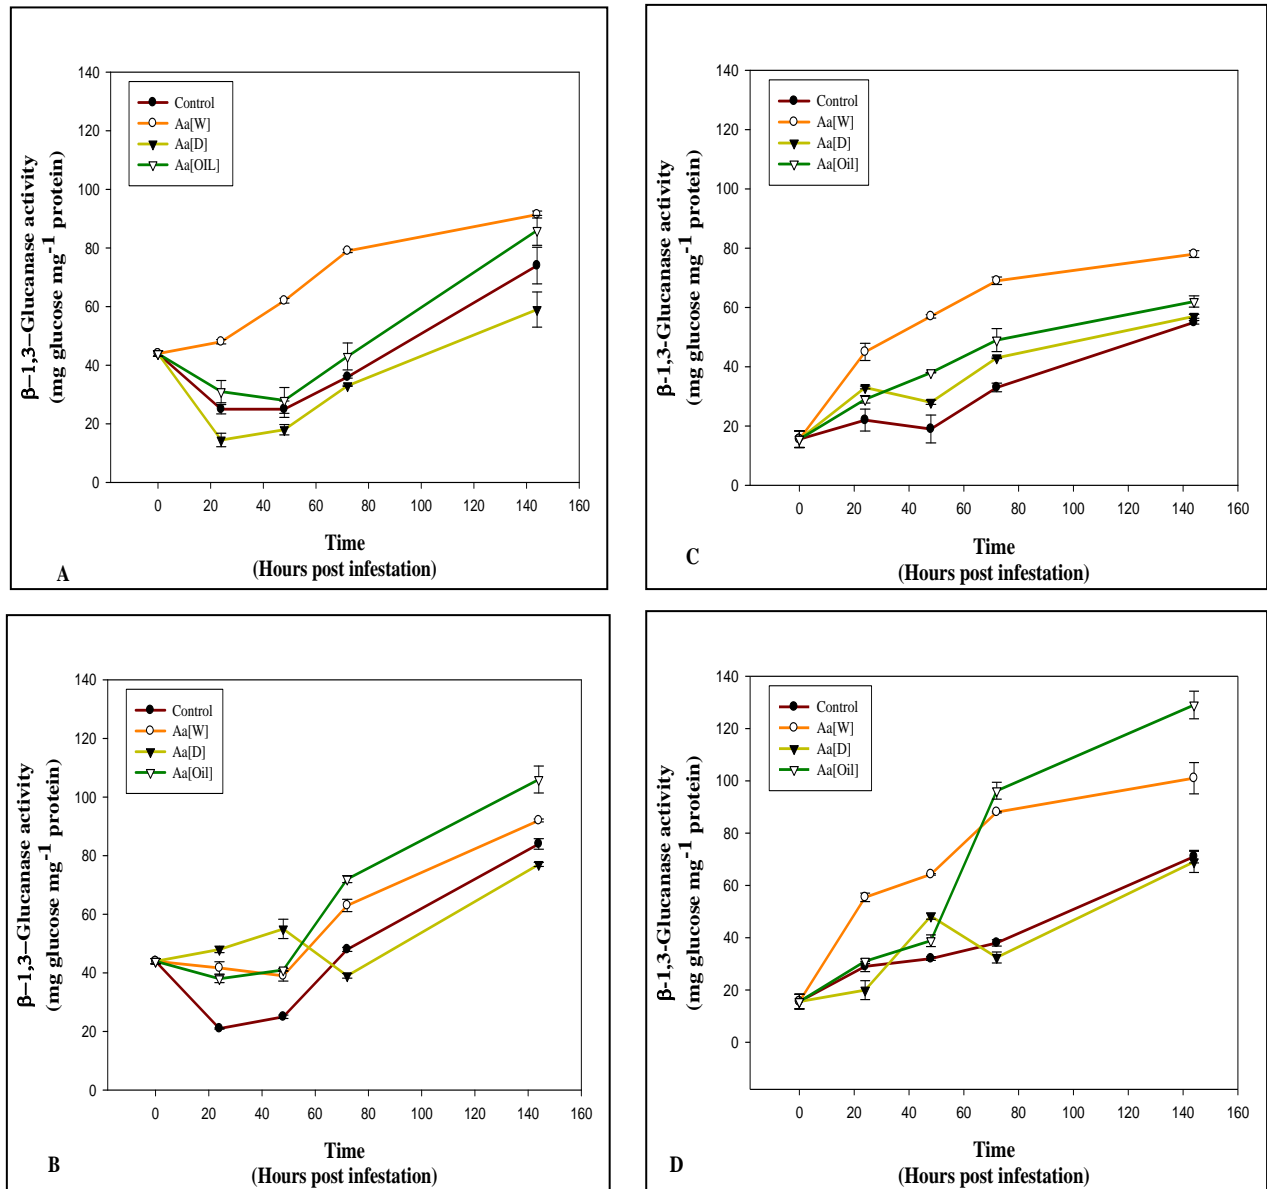 β–1,3–Glucanase activity
(mg glucose mg-1 protein)
140
120
100
80
60
40
20
0
Control
Aa[W]
Aa[D]
Aa[OIL]
0 20 40 60 80 100 120 140 160
Time
(Hours post infestation)
A
β-1,3-Glucanase activity
(mg glucose mg-1 protein)
140
120
100
80
60
40
20
0
Control
Aa[W]
Aa[D]
Aa[Oil]
0 20 40 60 80 100 120 140 160
Time
(Hours post infestation)
C
β–1,3–Glucanase activity
(mg glucose mg-1 protein)
140
120
100
80
60
40
20
0
Control
Aa[W]
Aa[D]
Aa[Oil]
0 20 40 60 80 100 120 140 160
Time
(Hours post infestation)
B
β-1,3-Glucanase activity
(mg glucose mg-1 protein)
140
120
100
80
60
40
20
0
Control
Aa[W]
Aa[D]
Aa[Oil]
0 20 40 60 80 100 120 140 160
Time
(Hours post infestation)
D